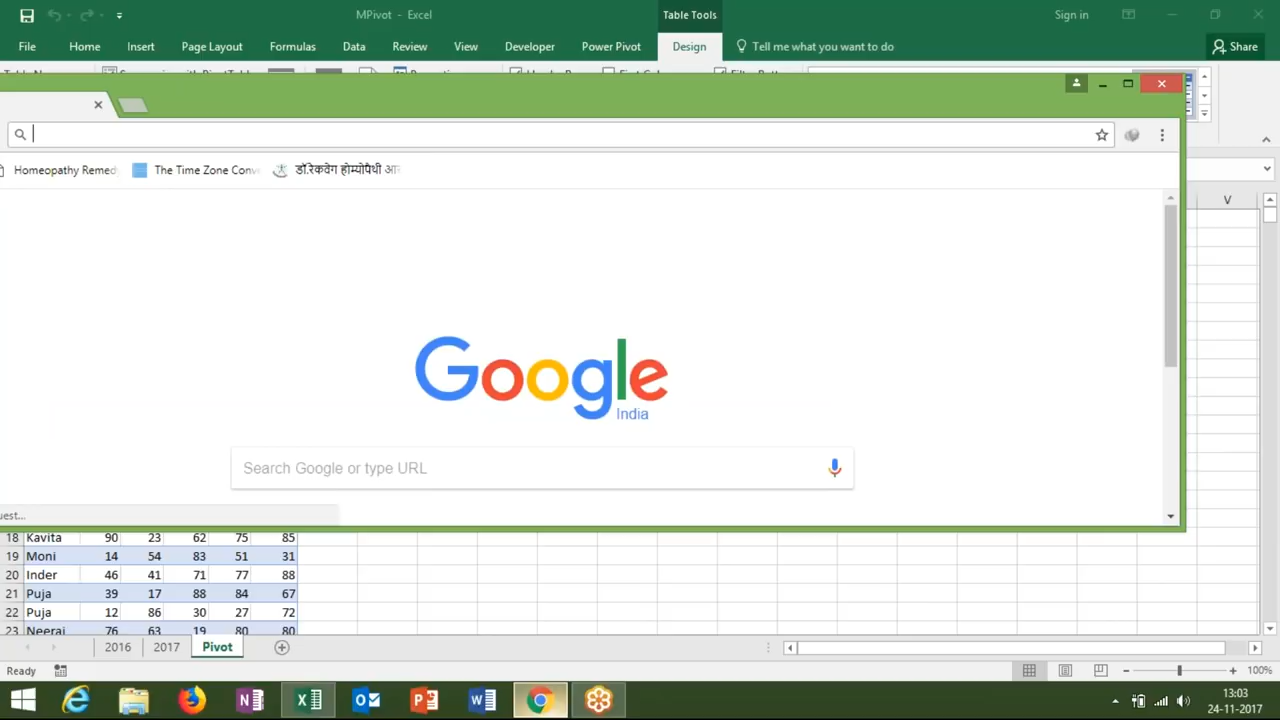 MPivot - Excel
Table Tools
Sign in
File Home Insert Page Layout Formulas Data Review View Developer Power Pivot Design Tell me what you want to do Share
Homeopathy Remed The Time Zone Conv डॉ.रेकवेग होम्योपैथी आ
V
Google
India
Search Google or type URL
uest...
18 Kavita 90 23 62 75 85
19 Moni 14 54 83 51 31
20 Inder 46 41 71 77 88
21 Puja 39 17 88 84 67
22 Puja 12 86 30 27 72
23 Neeraj 76 63 19 80 80
2016 2017 Pivot
Ready 100%
13:03
24-11-2017